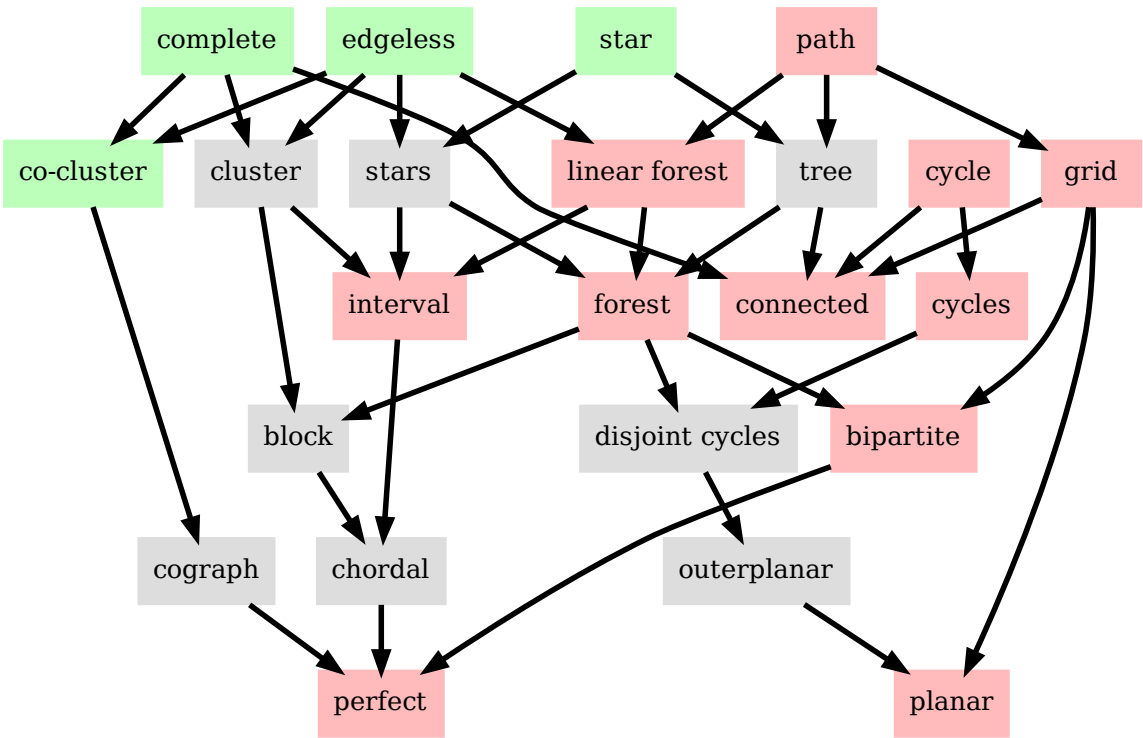 complete
edgeless
star
path
co-cluster
cluster
stars
linear forest
tree
cycle
grid
interval
forest
connected
cycles
block
disjoint cycles
bipartite
cograph
chordal
outerplanar
perfect
planar